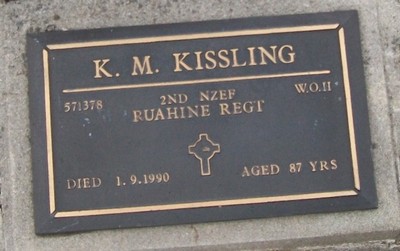 K. M. KISSLING
571378 2ND NZEF W.O.II
RUAHINE REGT
DIED 1.9.1990 AGED 87 YRS